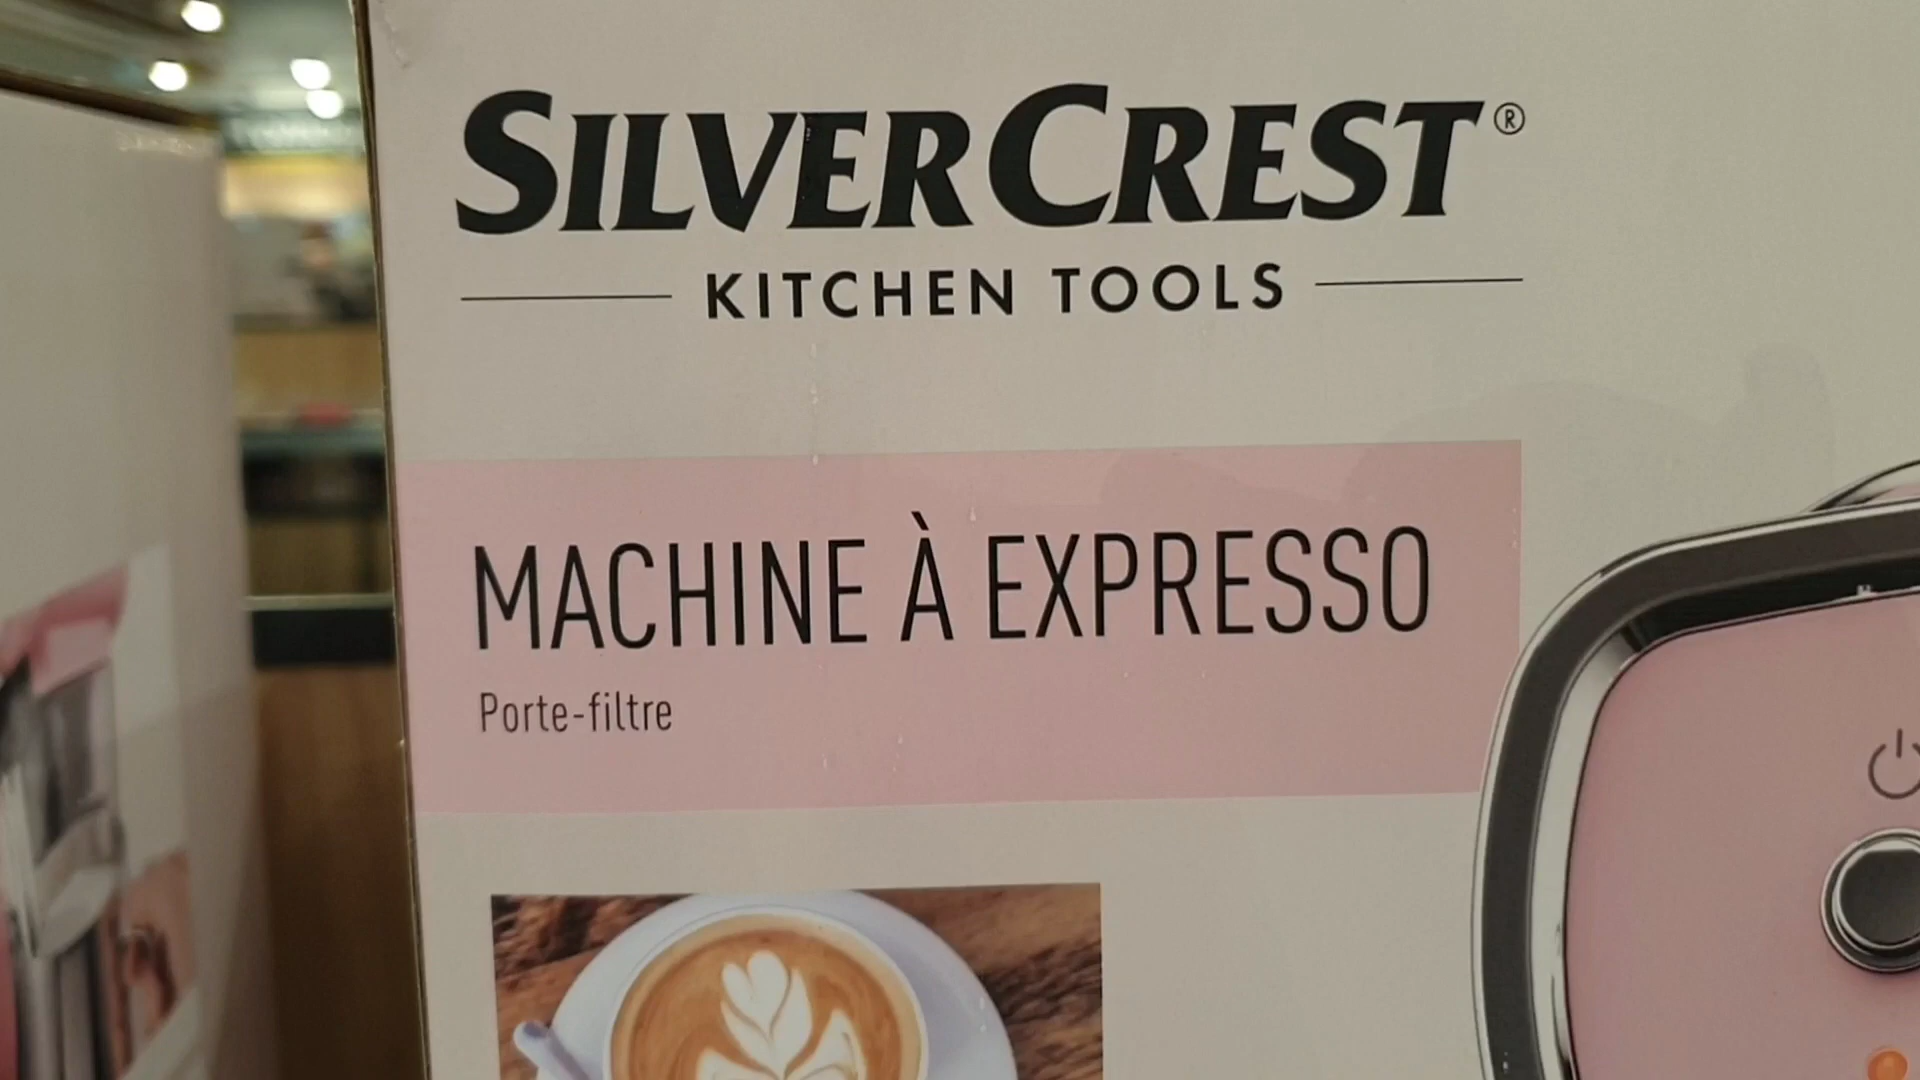 SILVERCREST®
KITCHEN TOOLS
MACHINE À EXPRESSO
Porte-filtre